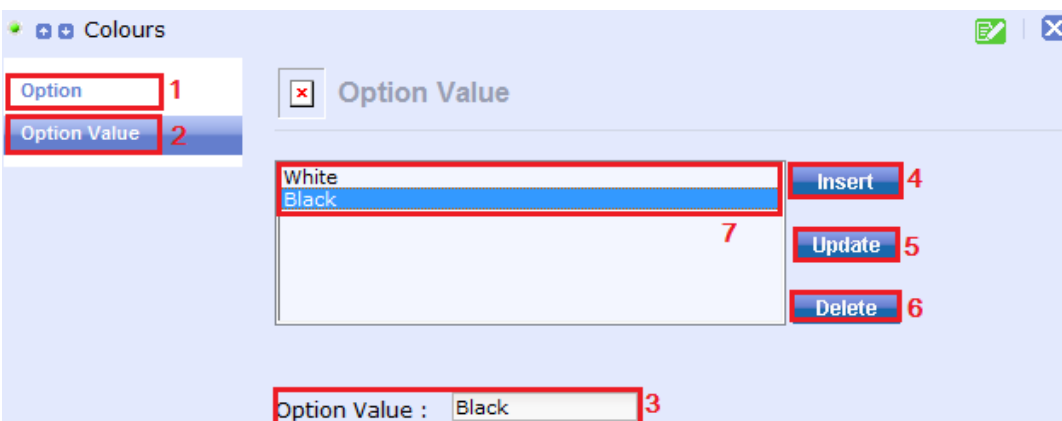 Colours
Option 1
Option Value 2
Option Value
White
Black
7
Insert 4
Update 5
Delete 6
Option Value : Black 3